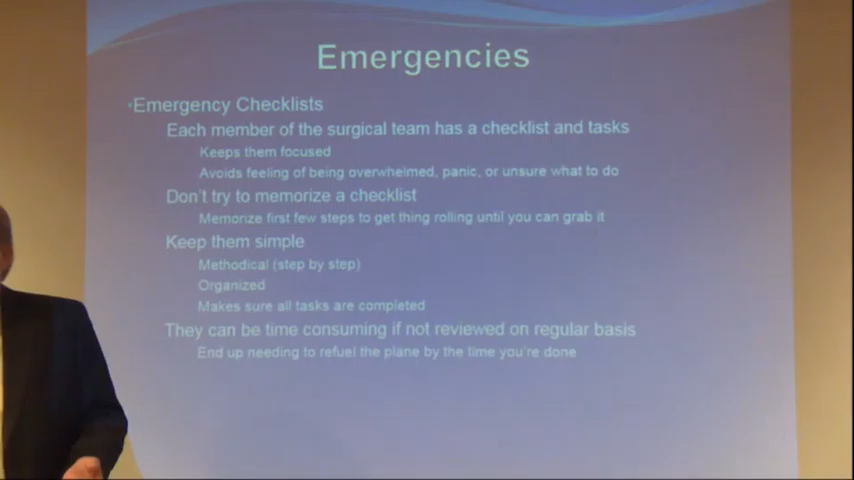 Emergencies
Emergency Checklists
Each member of the surgical team has a checklist and tasks
Keeps them focused
Avoids feeling of being overwhelmed, panic, or unsure what to do
Don't try to memorize a checklist
Memorize first few steps to get thing rolling until you can grab it
Keep them simple
Methodical (step by step)
Organized
Makes sure all tasks are completed
They can be time consuming if not reviewed on regular basis
End up needing to refuel the plane by the time you're done